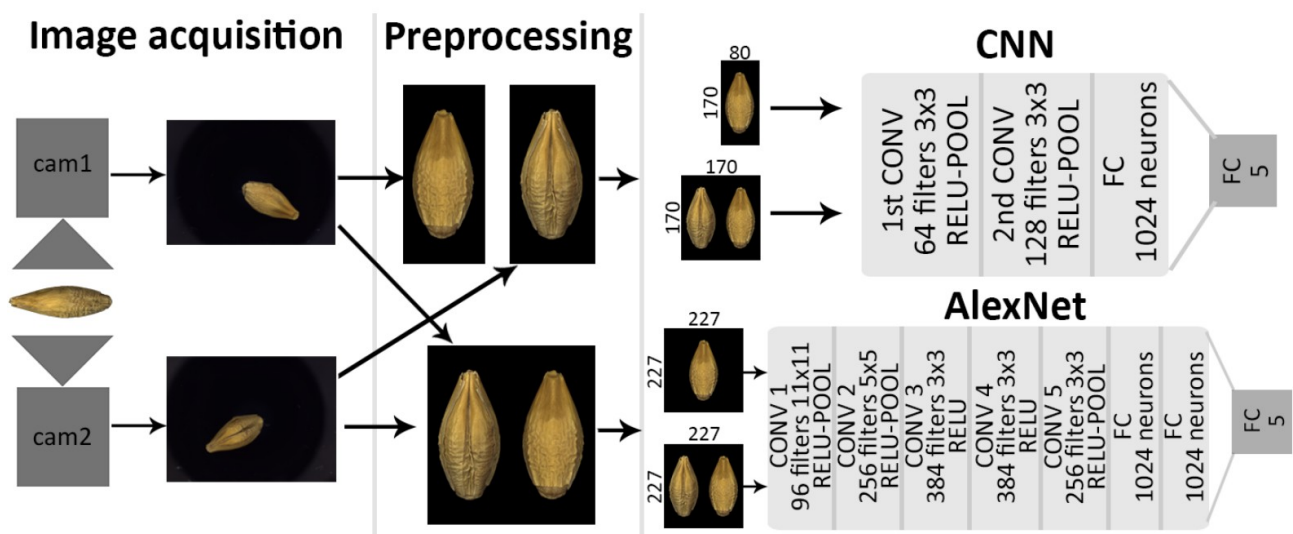 Image acquisition
Preprocessing
cam1
cam2
80
170
170
170
CNN
1st CONV
64 filters 3x3
RELU-POOL
2nd CONV
128 filters 3x3
RELU-POOL
FC
1024 neurons
FC
5
227
227
227
227
AlexNet
CONV 1
96 filters 11x11
RELU-POOL
CONV 2
256 filters 5x5
RELU-POOL
CONV 3
384 filters 3x3
RELU
CONV 4
384 filters 3x3
RELU
CONV 5
256 filters 3x3
RELU-POOL
FC
1024 neurons
FC
1024 neurons
FC
5